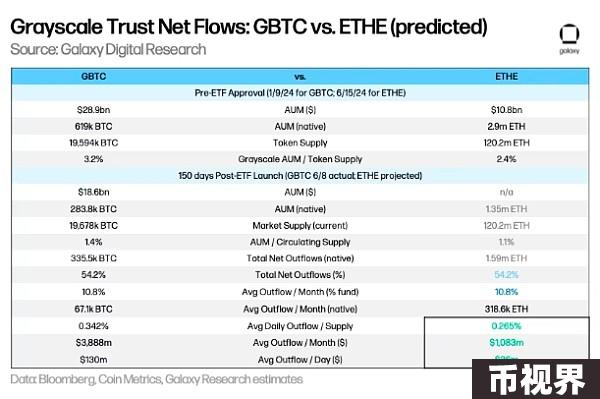 Grayscale Trust Net Flows: GBTC vs. ETHE (predicted)
Source: Galaxy Digital Research
galaxy
GBTC vs. ETHE
Pre-ETF Approval (1/9/24 for GBTC; 6/15/24 for ETHE)
$28.9bn AUM ($) $10.8bn
619k BTC AUM (native) 2.9m ETH
19,594k BTC Token Supply 120.2m ETH
3.2% Grayscale AUM / Token Supply 2.4%
150 days Post-ETF Launch (GBTC 6/8 actual; ETHE projected)
$18.6bn AUM ($) n/a
283.8k BTC AUM (native) 1.35m ETH
19,678k BTC Market Supply (current) 120.2m ETH
1.4% AUM / Circulating Supply 1.1%
335.5k BTC Total Net Outflows (native) 1.59m ETH
54.2% Total Net Outflows (%) 54.2%
10.8% Avg Outflow / Month (% fund) 10.8%
67.1k BTC Avg Outflow / Month (native) 318.6k ETH
0.342% Avg Daily Outflow / Supply 0.265%
$3,888m Avg Outflow / Month ($) $1,083m
$130m Avg Outflow / Day ($)
Data: Bloomberg, Coin Metrics, Galaxy Research estimates
币视界